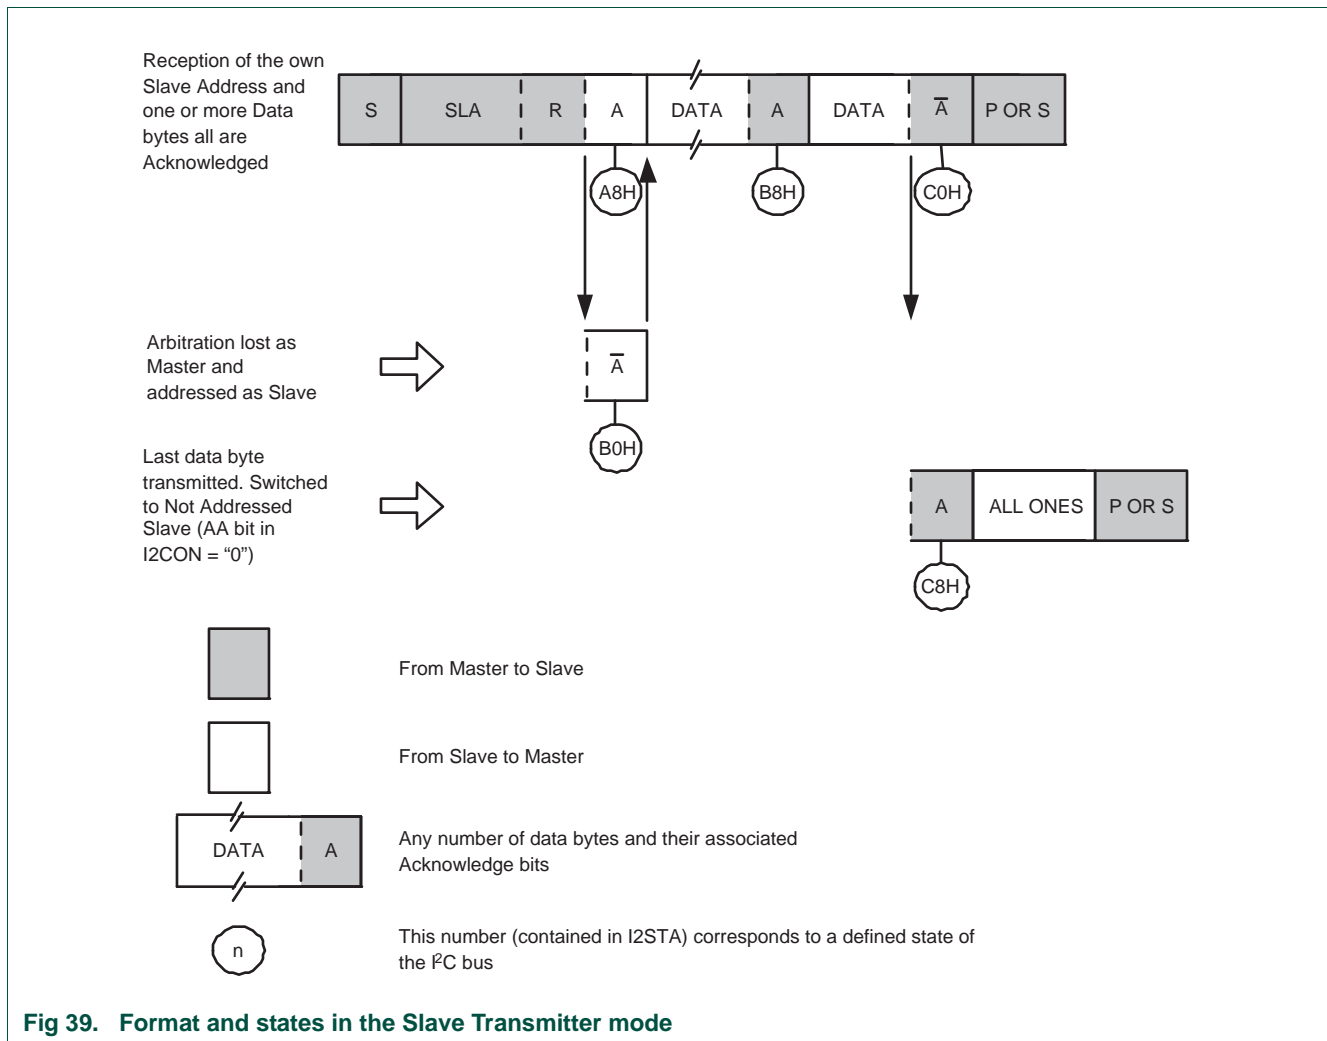 Reception of the own
Slave Address and
one or more Data
bytes all are
Acknowledged
S SLA R A DATA A DATA A̅ P OR S
A8H B8H C0H
Arbitration lost as
Master and
addressed as Slave
A̅
B0H
Last data byte
transmitted. Switched
to Not Addressed
Slave (AA bit in
I2CON = “0”)
A ALL ONES P OR S
C8H
From Master to Slave
From Slave to Master
DATA A
Any number of data bytes and their associated
Acknowledge bits
n
This number (contained in I2STA) corresponds to a defined state of
the I²C bus
Fig 39. Format and states in the Slave Transmitter mode